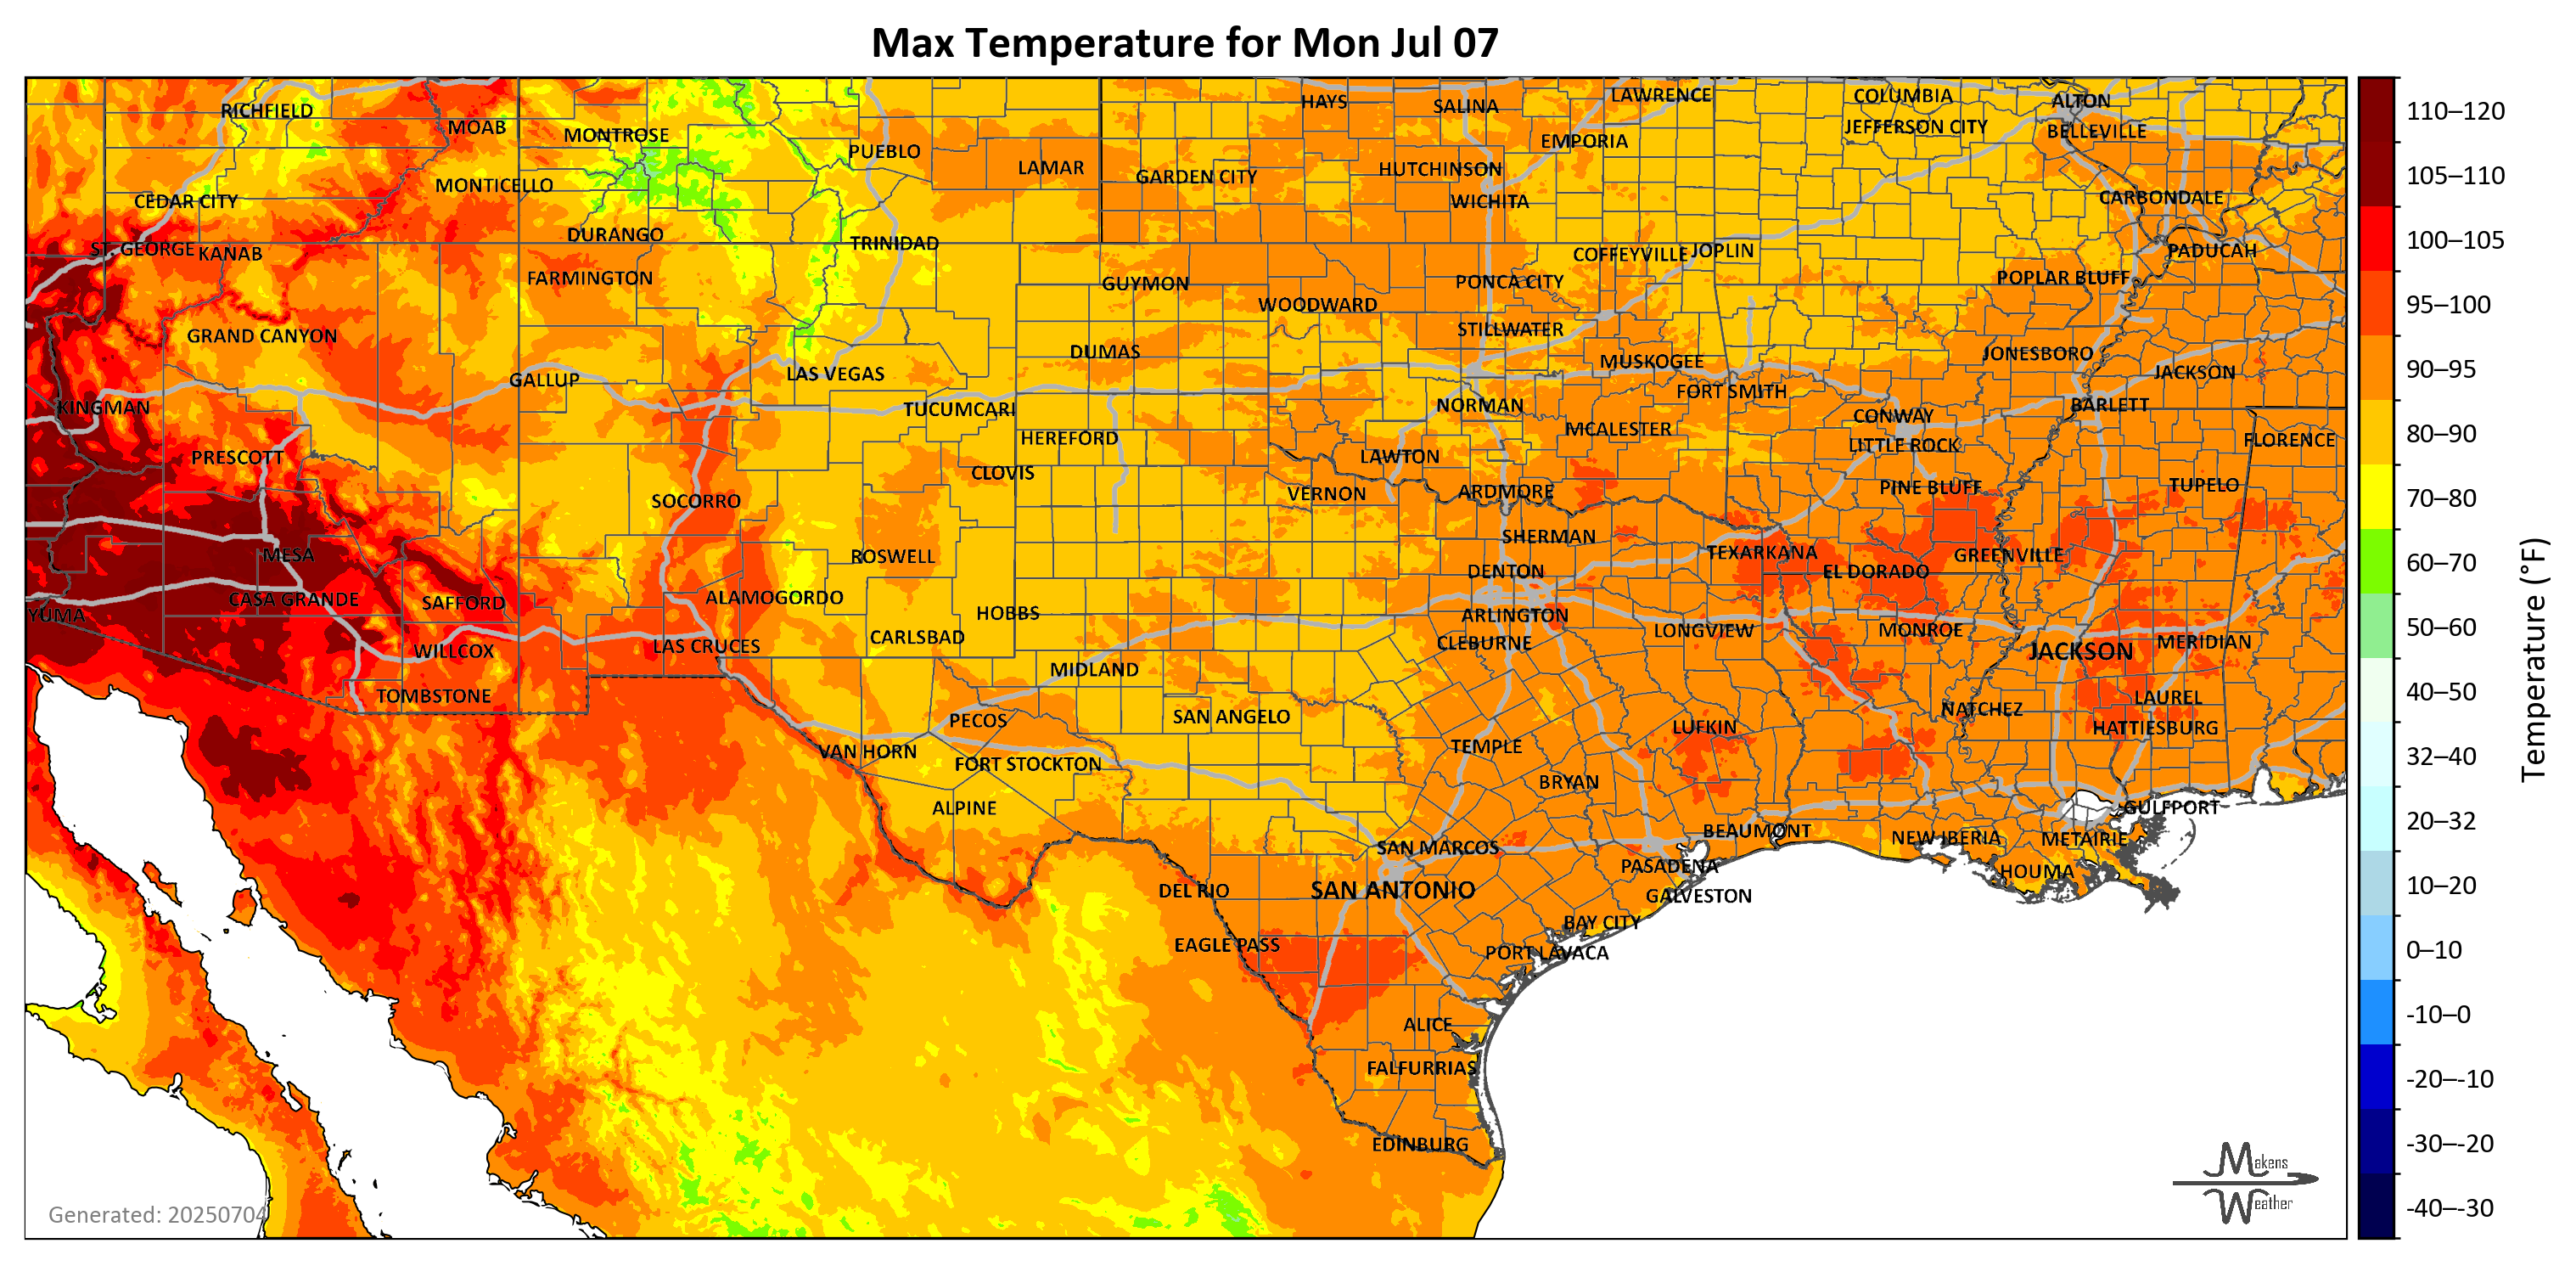 Max Temperature for Mon Jul 07
RICHFIELD
MOAB
MONTROSE
PUEBLO
LAMAR
HAYS
SALINA
LAWRENCE
COLUMBIA
ALTON
EMPORIA
JEFFERSON CITY
BELLEVILLE
MONTICELLO
GARDEN CITY
HUTCHINSON
CEDAR CITY
WICHITA
CARBONDALE
ST. GEORGE
KANAB
DURANGO
TRINIDAD
COFFEYVILLE
JOPLIN
PADUCAH
FARMINGTON
GUYMON
PONCA CITY
POPLAR BLUFF
WOODWARD
GRAND CANYON
STILLWATER
DUMAS
MUSKOGEE
JONESBORO
GALLUP
LAS VEGAS
FORT SMITH
JACKSON
KINGMAN
TUCUMCARI
NORMAN
CONWAY
BARLETT
HEREFORD
MCALESTER
LITTLE ROCK
FLORENCE
PRESCOTT
CLOVIS
LAWTON
SOCORRO
VERNON
ARDMORE
PINE BLUFF
TUPELO
MESA
ROSWELL
SHERMAN
TEXARKANA
GREENVILLE
DENTON
EL DORADO
YUMA
CASA GRANDE
SAFFORD
ALAMOGORDO
HOBBS
ARLINGTON
WILLCOX
LAS CRUCES
CARLSBAD
CLEBURNE
LONGVIEW
MONROE
JACKSON
MERIDIAN
MIDLAND
TOMBSTONE
PECOS
SAN ANGELO
LUFKIN
NATCHEZ
LAUREL
HATTIESBURG
VAN HORN
FORT STOCKTON
TEMPLE
BRYAN
ALPINE
GULFPORT
SAN MARCOS
BEAUMONT
NEW IBERIA
METAIRIE
DEL RIO
SAN ANTONIO
PASADENA
HOUMA
GALVESTON
EAGLE PASS
BAY CITY
PORT LAVACA
ALICE
FALFURRIAS
EDINBURG
Generated: 20250704
Makens
Weather
110–120
105–110
100–105
95–100
90–95
80–90
70–80
60–70
50–60
40–50
32–40
20–32
10–20
0–10
-10–0
-20–-10
-30–-20
-40–-30
Temperature (°F)